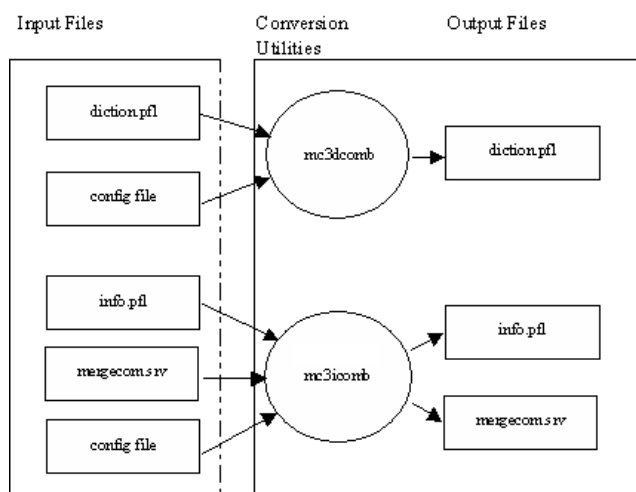 Input Files
Conversion
Utilities
Output Files
diction.pfl
mc3dcomb
diction.pfl
config file
info.pfl
info.pfl
mergecom.srv
mc3icomb
mergecom.srv
config file